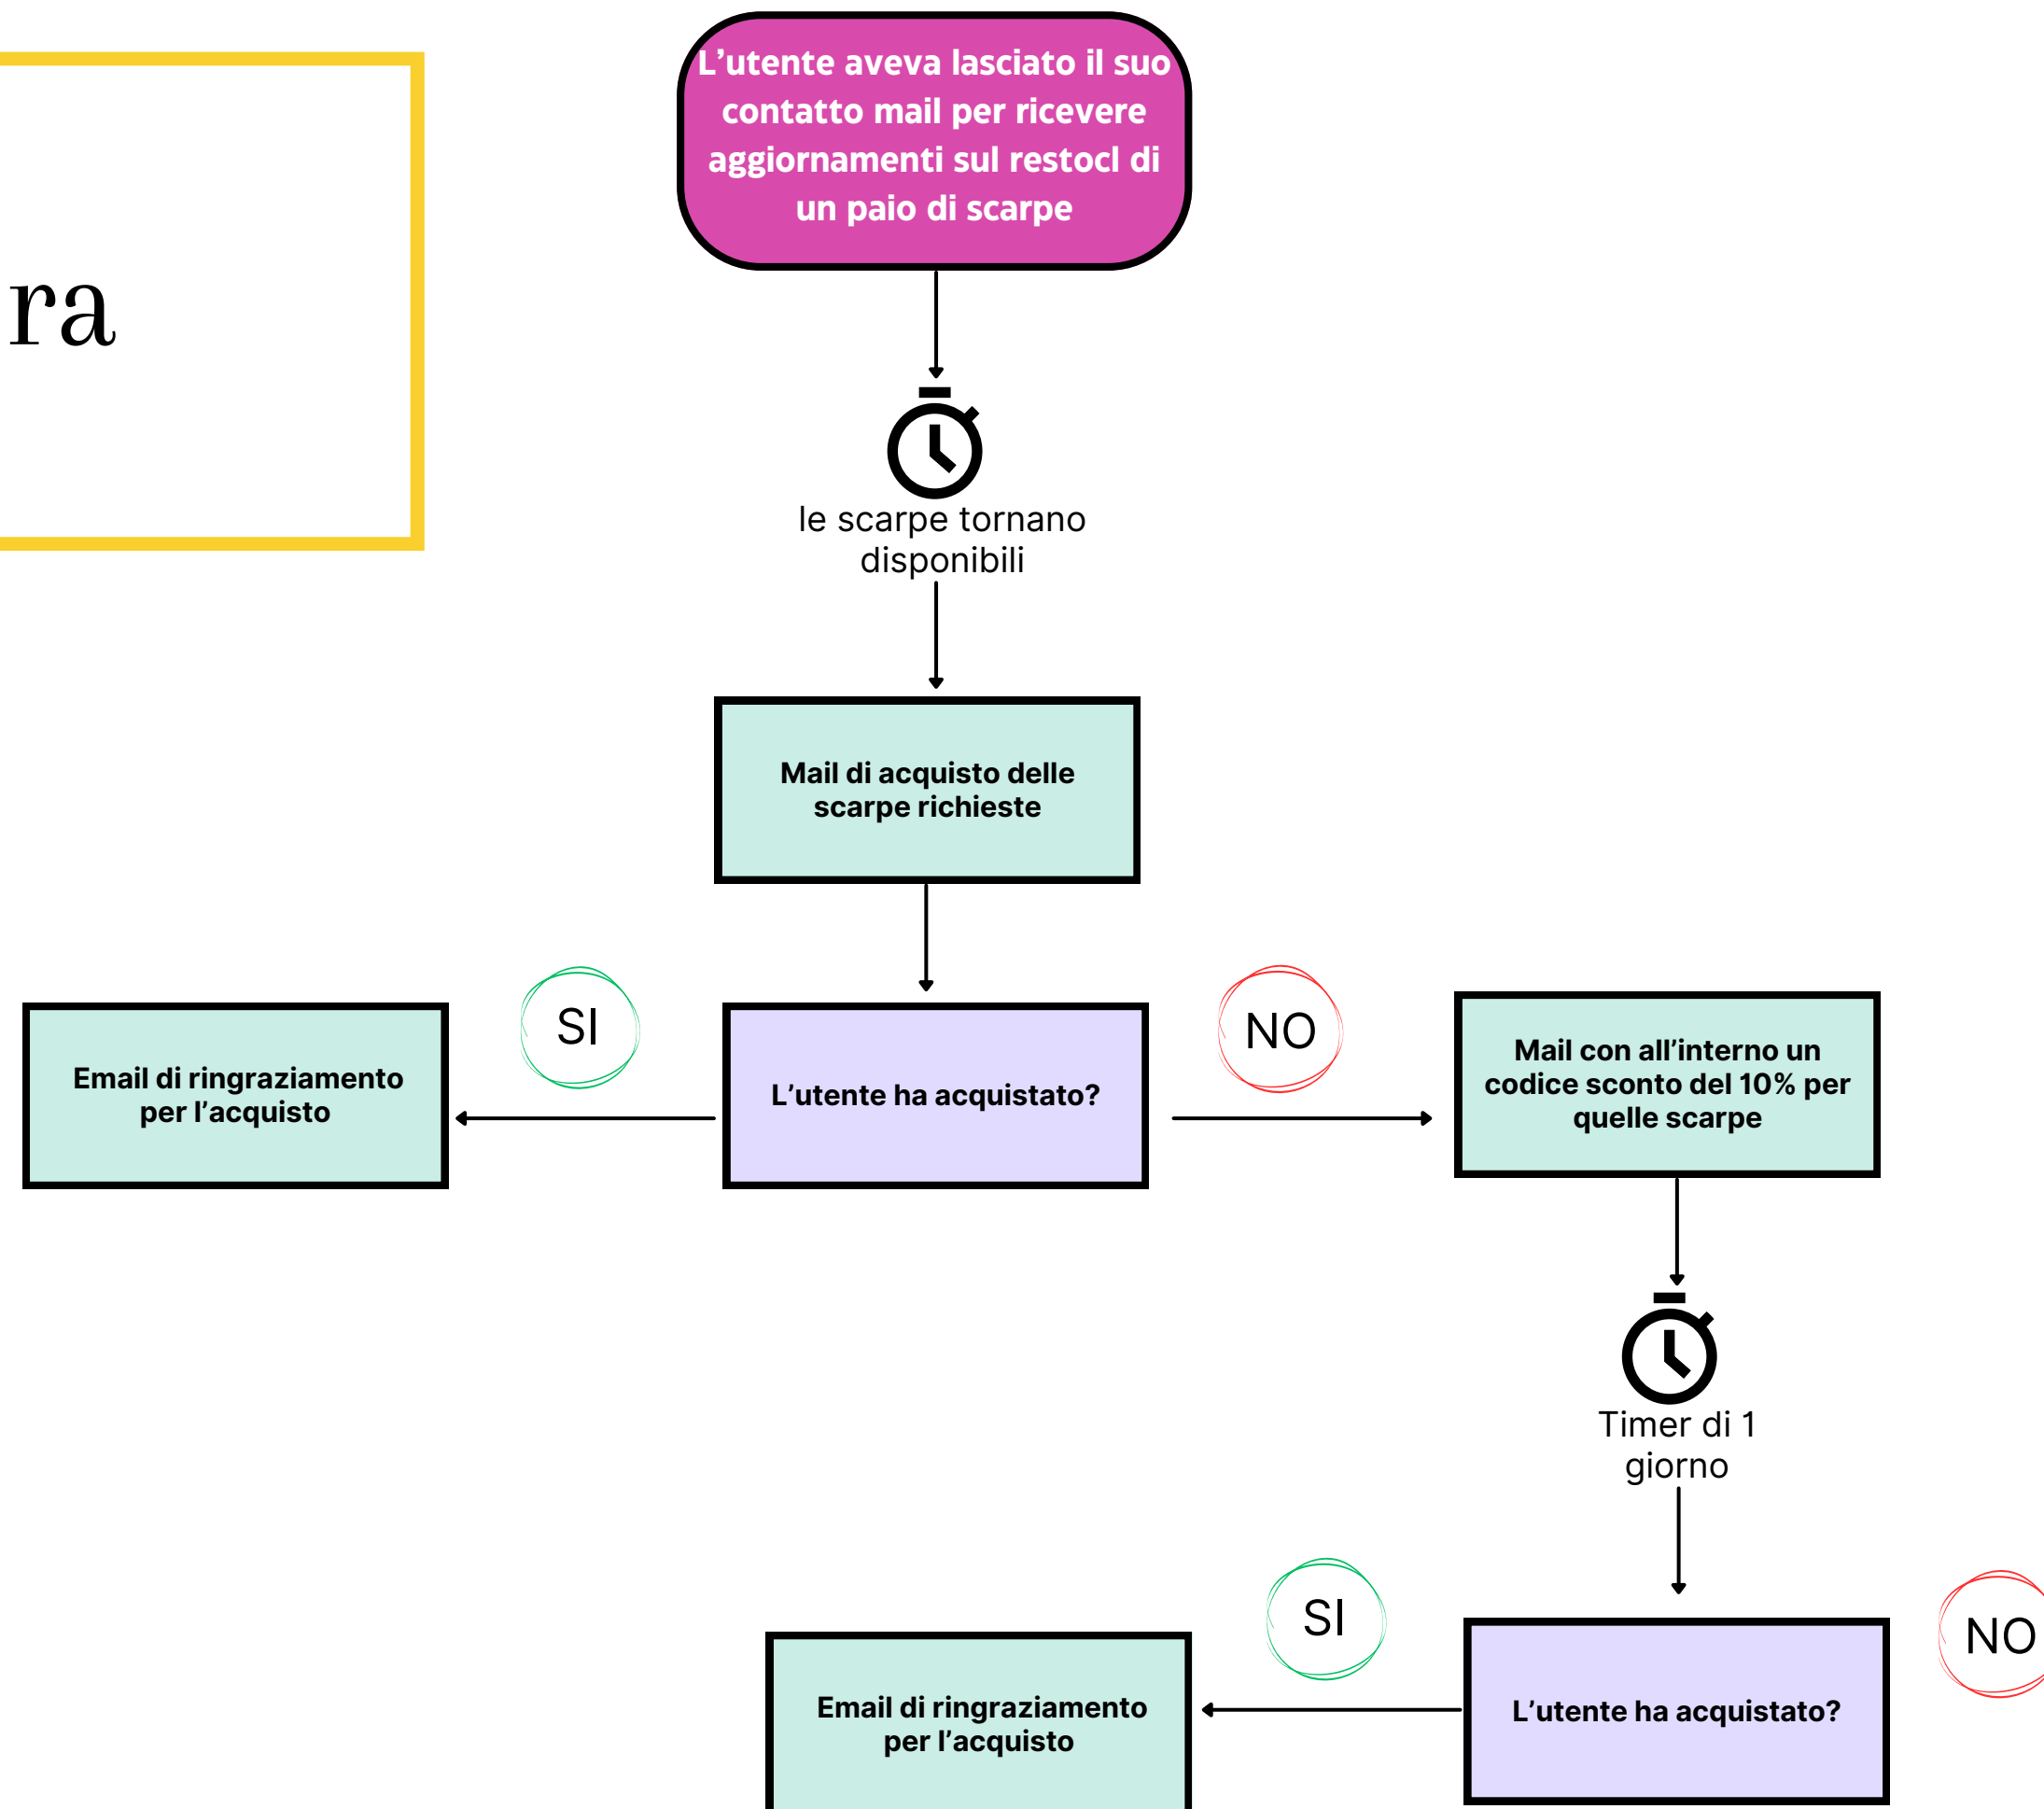 L’utente aveva lasciato il suo
contatto mail per ricevere
aggiornamenti sul restocl di
un paio di scarpe
ra
le scarpe tornano
disponibili
Mail di acquisto delle
scarpe richieste
SI
NO
Email di ringraziamento
per l’acquisto
L’utente ha acquistato?
Mail con all’interno un
codice sconto del 10% per
quelle scarpe
Timer di 1
giorno
SI
NO
Email di ringraziamento
per l’acquisto
L’utente ha acquistato?